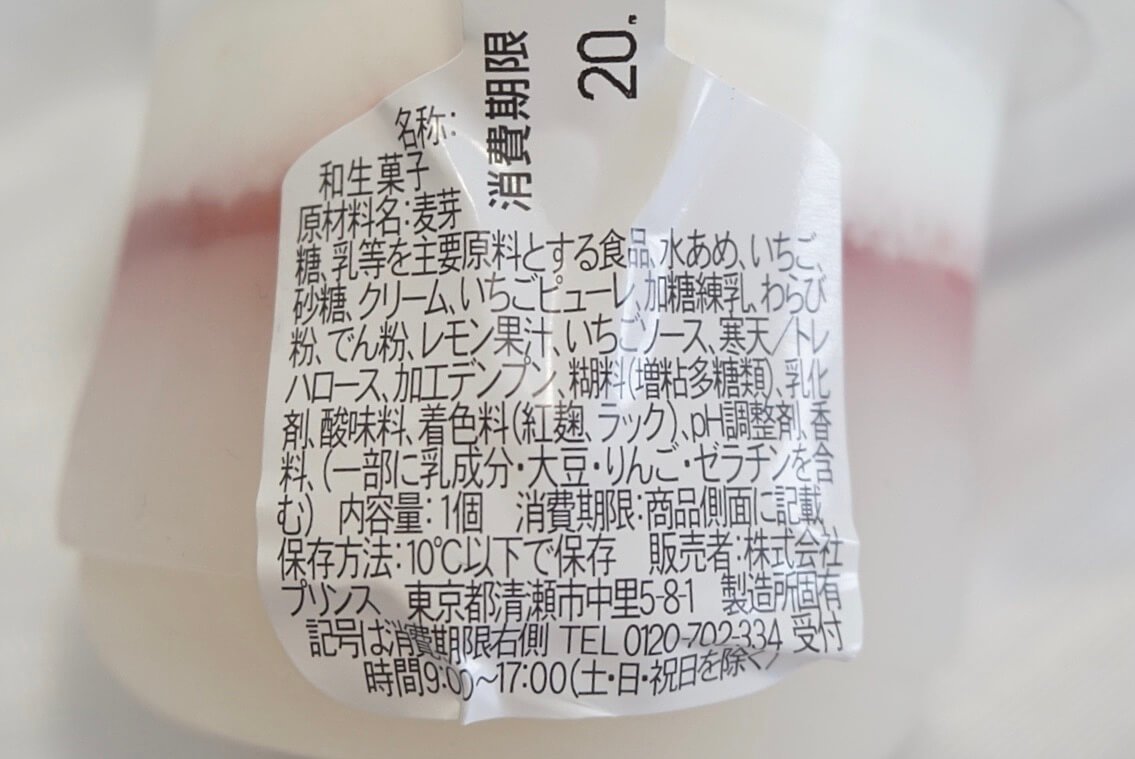 消費期限
20.
名称:
和生菓子
原材料名:麦芽
糖、乳等を主要原料とする食品、水あめ、いちご、
砂糖、クリーム、いちごピューレ、加糖練乳、わらび
粉、でん粉、レモン果汁、いちごソース、寒天/トレ
ハロース、加工デンプン、糊料(増粘多糖類)、乳化
剤、酸味料、着色料(紅麹、ラック)、pH調整剤、香
料、(一部に乳成分・大豆・りんご・ゼラチンを含
む) 内容量:1個 消費期限:商品側面に記載
保存方法:10℃以下で保存 販売者:株式会社
プリンス 東京都清瀬市中里5-8-1 製造所固有
記号は消費期限右側 TEL 0120-702-334 受付
時間9:00~17:00(土・日・祝日を除く)